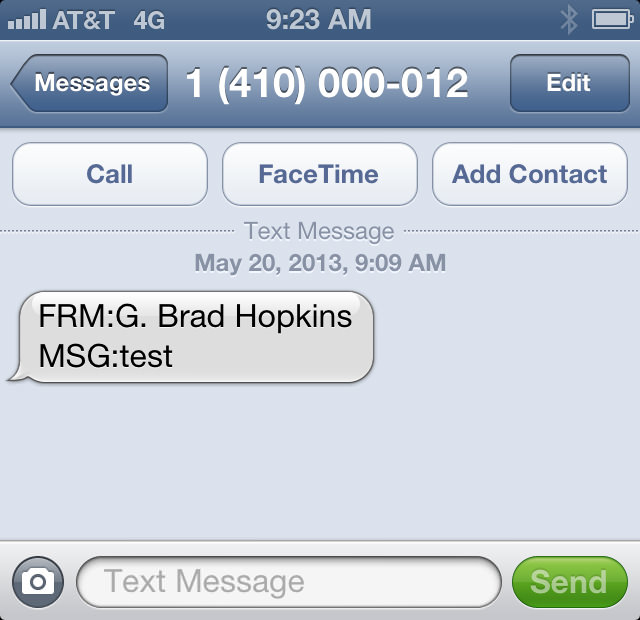 AT&T 4G 9:23 AM
Messages 1 (410) 000-012 Edit
Call FaceTime Add Contact
Text Message
May 20, 2013, 9:09 AM
FRM:G. Brad Hopkins
MSG:test
Text Message Send